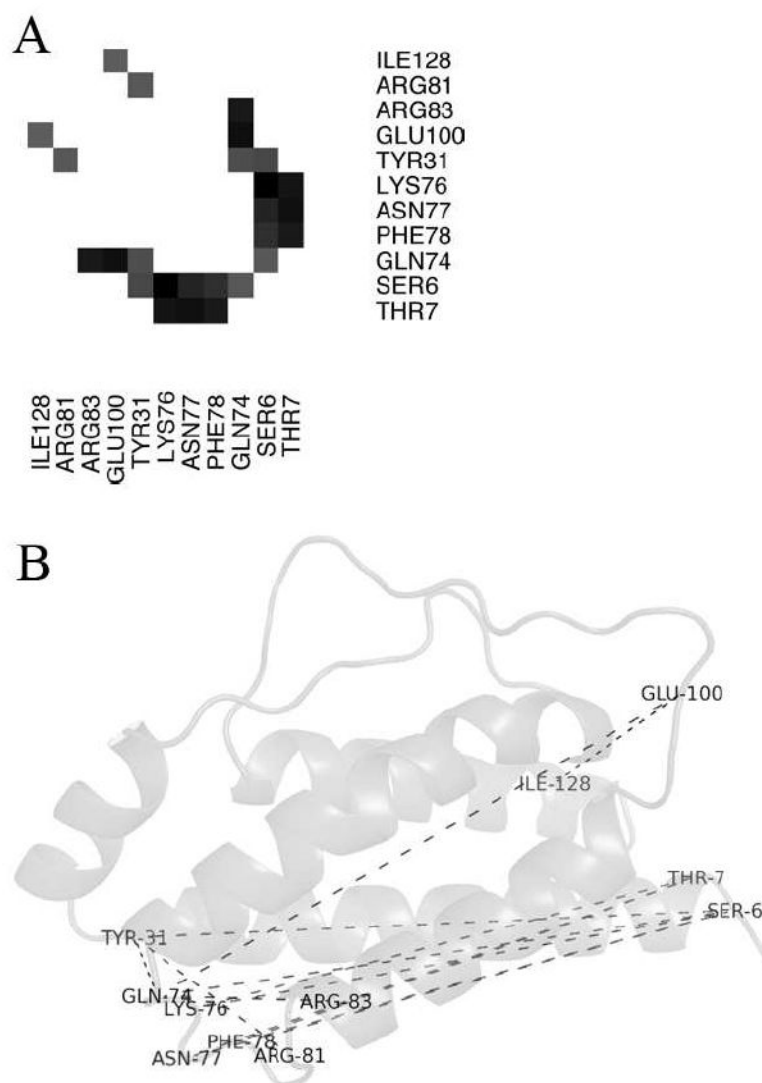 A
ILE128
ARG81
ARG83
GLU100
TYR31
LYS76
ASN77
PHE78
GLN74
SER6
THR7
ILE128
ARG81
ARG83
GLU100
TYR31
LYS76
ASN77
PHE78
GLN74
SER6
THR7
B
GLU-100
ILE-128
THR-7
SER-6
TYR-31
GLN-74
LYS-76
ARG-83
PHE-78
ASN-77
ARG-81